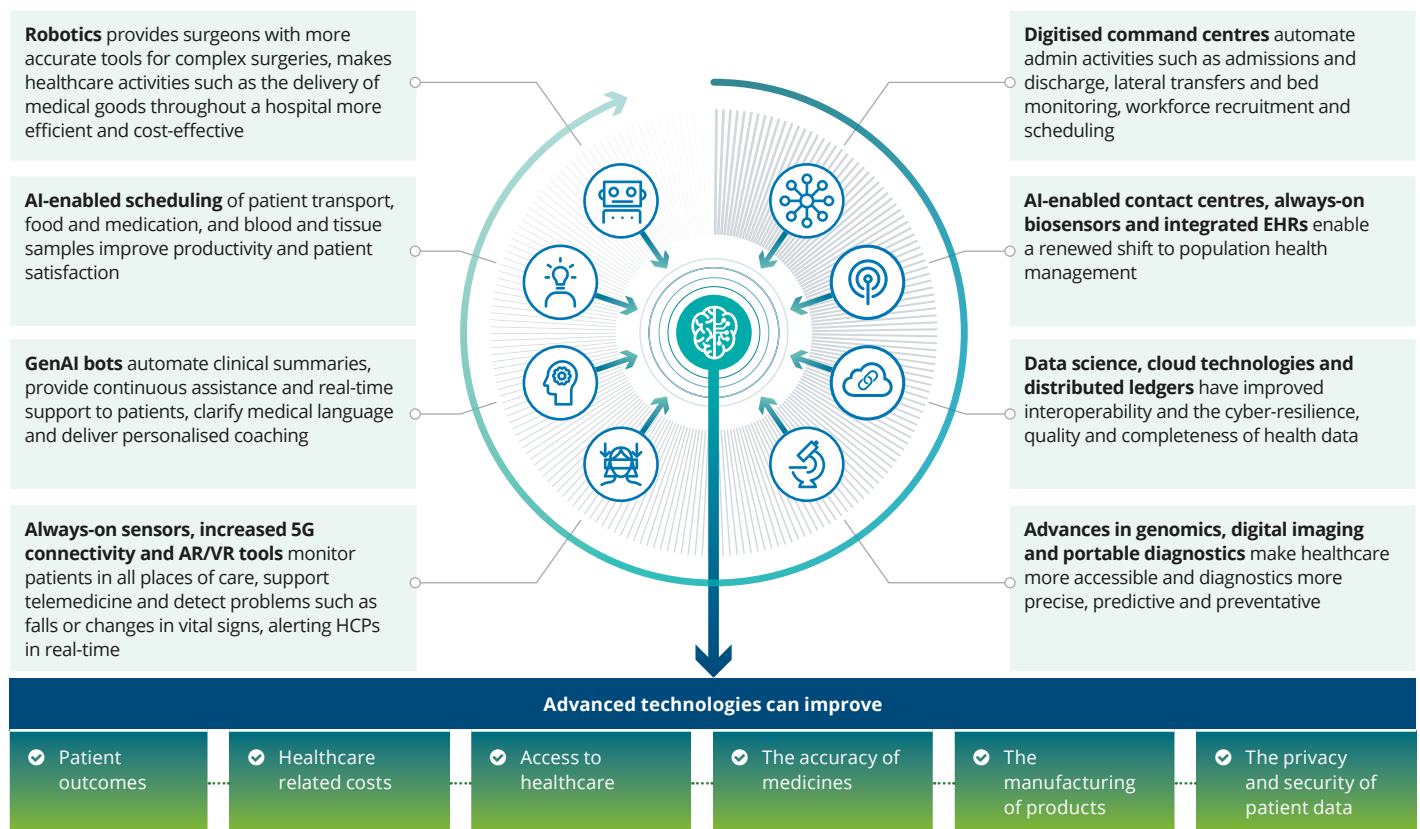 Robotics provides surgeons with more
accurate tools for complex surgeries, makes
healthcare activities such as the delivery of
medical goods throughout a hospital more
efficient and cost-effective
AI-enabled scheduling of patient transport,
food and medication, and blood and tissue
samples improve productivity and patient
satisfaction
GenAI bots automate clinical summaries,
provide continuous assistance and real-time
support to patients, clarify medical language
and deliver personalised coaching
Always-on sensors, increased 5G
connectivity and AR/VR tools monitor
patients in all places of care, support
telemedicine and detect problems such as
falls or changes in vital signs, alerting HCPs
in real-time
Digitised command centres automate
admin activities such as admissions and
discharge, lateral transfers and bed
monitoring, workforce recruitment and
scheduling
AI-enabled contact centres, always-on
biosensors and integrated EHRs enable
a renewed shift to population health
management
Data science, cloud technologies and
distributed ledgers have improved
interoperability and the cyber-resilience,
quality and completeness of health data
Advances in genomics, digital imaging
and portable diagnostics make healthcare
more accessible and diagnostics more
precise, predictive and preventative
Advanced technologies can improve
Patient
outcomes
Healthcare
related costs
Access to
healthcare
The accuracy of
medicines
The
manufacturing
of products
The privacy
and security of
patient data